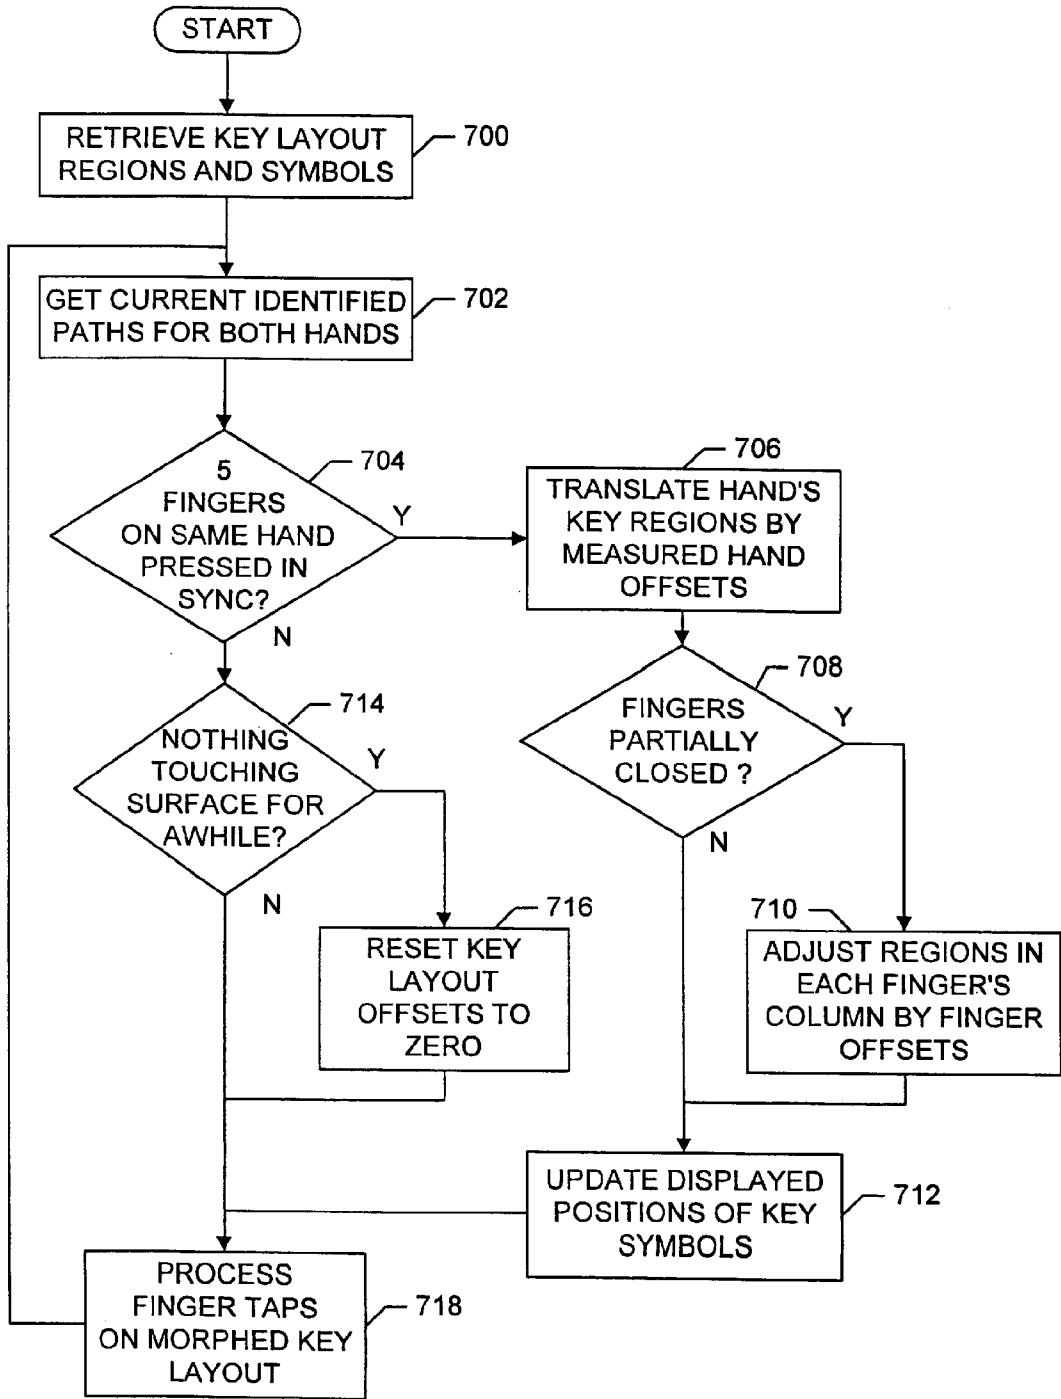 START
RETRIEVE KEY LAYOUT
REGIONS AND SYMBOLS
700
GET CURRENT IDENTIFIED
PATHS FOR BOTH HANDS
702
5
FINGERS
ON SAME HAND
PRESSED IN
SYNC?
704
Y
N
706
TRANSLATE HAND'S
KEY REGIONS BY
MEASURED HAND
OFFSETS
708
FINGERS
PARTIALLY
CLOSED ?
Y
N
714
NOTHING
TOUCHING
SURFACE FOR
AWHILE?
Y
N
716
RESET KEY
LAYOUT
OFFSETS TO
ZERO
710
ADJUST REGIONS IN
EACH FINGER'S
COLUMN BY FINGER
OFFSETS
UPDATE DISPLAYED
POSITIONS OF KEY
SYMBOLS
712
PROCESS
FINGER TAPS
ON MORPHED KEY
LAYOUT
718